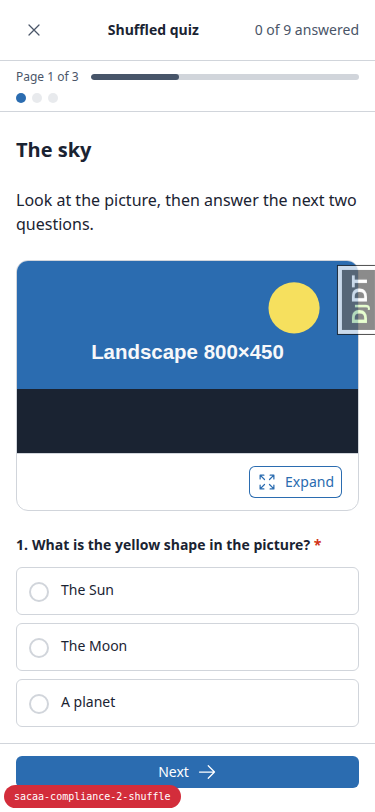 Shuffled quiz
0 of 9 answered
Page 1 of 3
The sky
Look at the picture, then answer the next two
questions.
DjDT
Landscape 800×450
Expand
1. What is the yellow shape in the picture? *
The Sun
The Moon
A planet
Next
sacaa-compliance-2-shuffle